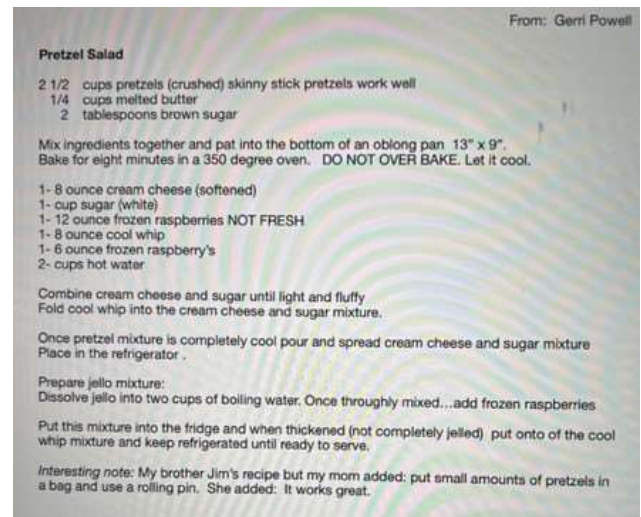 From: Gerri Powell
Pretzel Salad
2 1/2 cups pretzels (crushed) skinny stick pretzels work well
1/4 cups melted butter
2 tablespoons brown sugar
Mix ingredients together and pat into the bottom of an oblong pan 13" x 9".
Bake for eight minutes in a 350 degree oven. DO NOT OVER BAKE. Let it cool.
1- 8 ounce cream cheese (softened)
1- cup sugar (white)
1- 12 ounce frozen raspberries NOT FRESH
1- 8 ounce cool whip
1- 6 ounce frozen raspberry's
2- cups hot water
Combine cream cheese and sugar until light and fluffy
Fold cool whip into the cream cheese and sugar mixture.
Once pretzel mixture is completely cool pour and spread cream cheese and sugar mixture
Place in the refrigerator .
Prepare jello mixture:
Dissolve jello into two cups of boiling water. Once throughly mixed...add frozen raspberries
Put this mixture into the fridge and when thickened (not completely jelled) put onto of the cool
whip mixture and keep refrigerated until ready to serve.
Interesting note: My brother Jim's recipe but my mom added: put small amounts of pretzels in
a bag and use a rolling pin. She added: It works great.